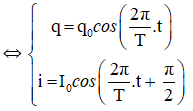 ⇔ { q = q₀cos(2π/T .t)
i = I₀cos(2π/T .t + π/2)